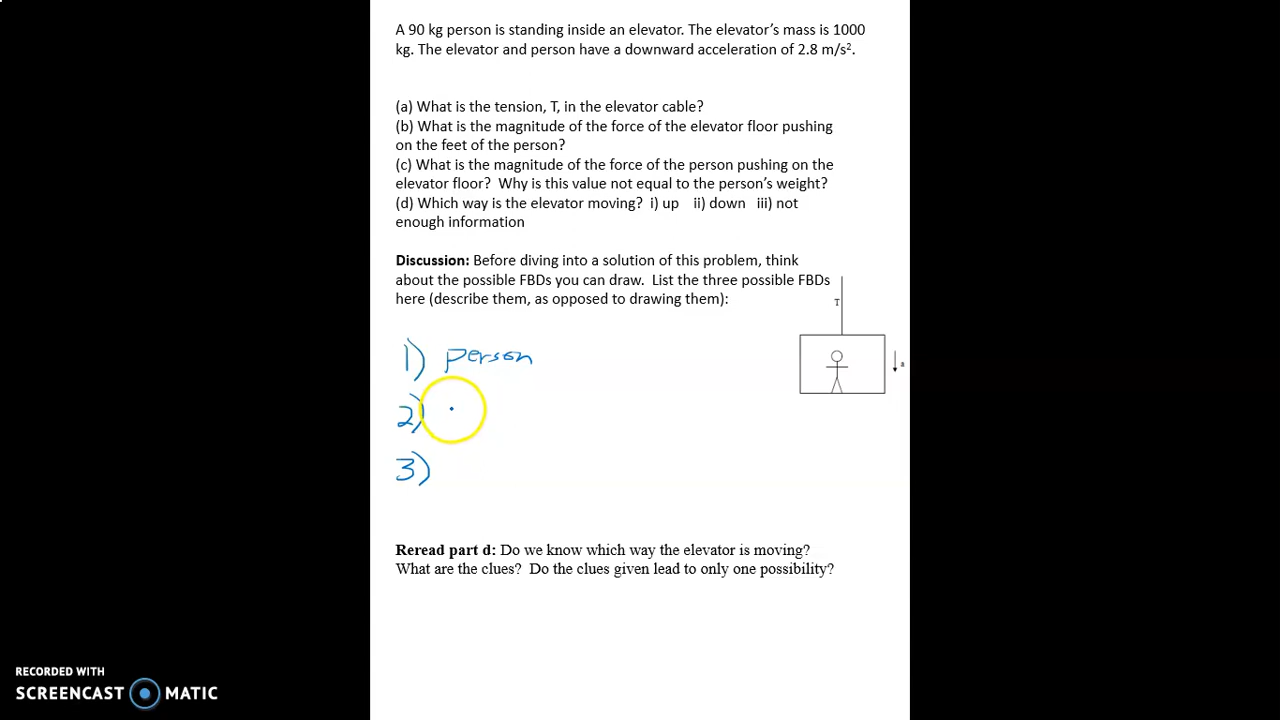 A 90 kg person is standing inside an elevator. The elevator’s mass is 1000
kg. The elevator and person have a downward acceleration of 2.8 m/s².
(a) What is the tension, T, in the elevator cable?
(b) What is the magnitude of the force of the elevator floor pushing
on the feet of the person?
(c) What is the magnitude of the force of the person pushing on the
elevator floor? Why is this value not equal to the person’s weight?
(d) Which way is the elevator moving? i) up ii) down iii) not
enough information
Discussion: Before diving into a solution of this problem, think
about the possible FBDs you can draw. List the three possible FBDs
here (describe them, as opposed to drawing them):
T
a
1) person
2)
3)
Reread part d: Do we know which way the elevator is moving?
What are the clues? Do the clues given lead to only one possibility?
RECORDED WITH
SCREENCAST MATIC